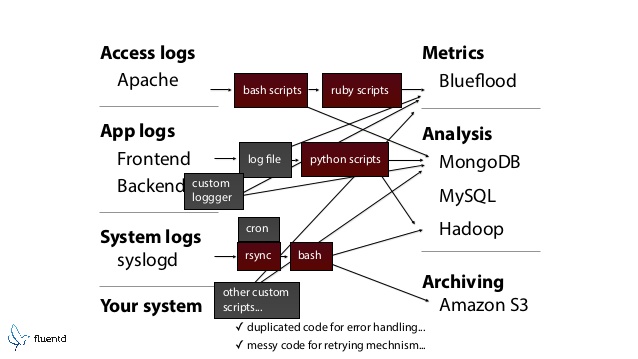 Access logs
Apache
bash scripts
ruby scripts
Metrics
Blueflood
App logs
Frontend
Backend
log file
python scripts
custom
loggger
Analysis
MongoDB
MySQL
Hadoop
System logs
syslogd
cron
rsync
bash
Your system
other custom
scripts...
Archiving
Amazon S3
✓ duplicated code for error handling...
✓ messy code for retrying mechnism...
fluentd